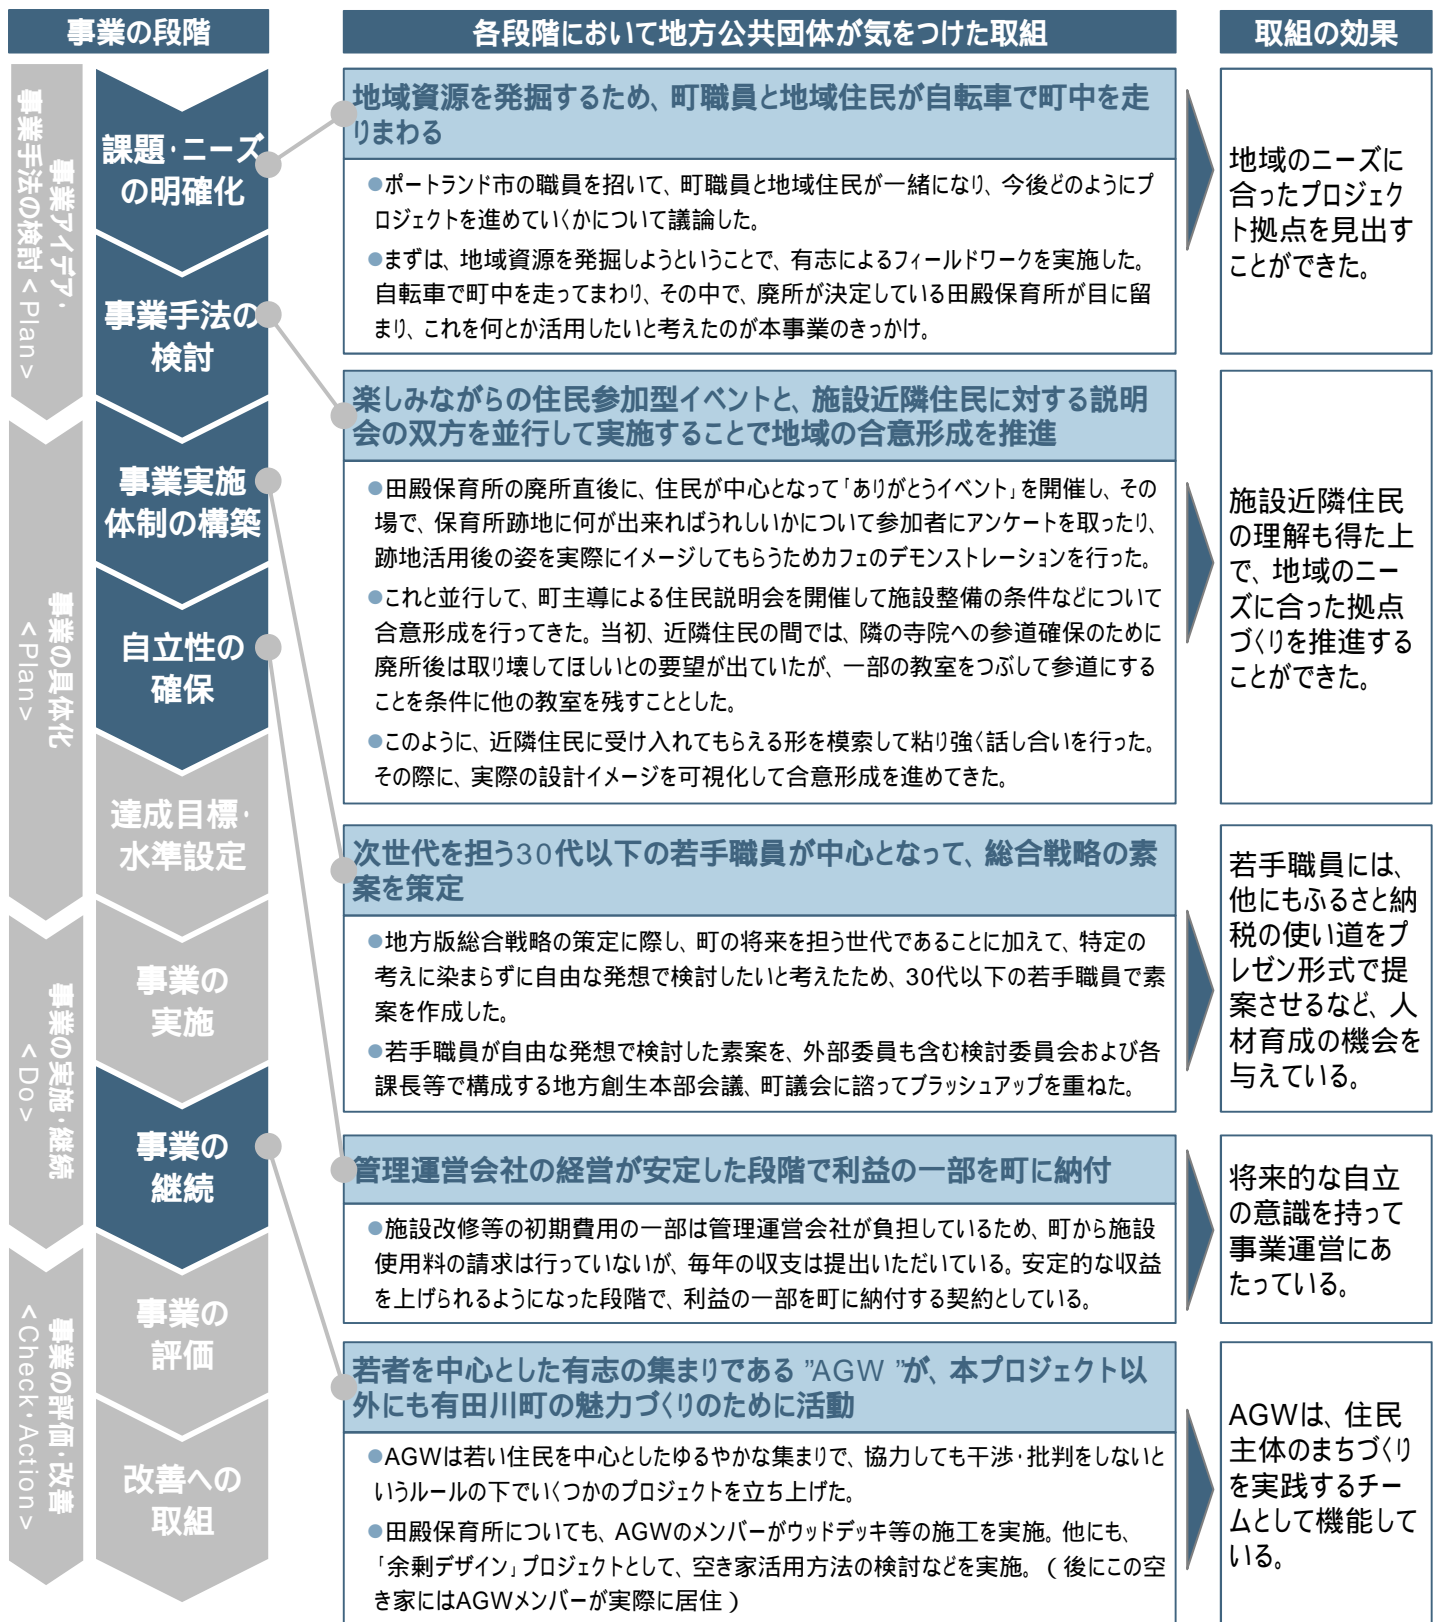 事業の段階
各段階において地方公共団体が気をつけた取組
取組の効果
事業アイデア・
事業手法の検討＜Plan＞
事業の具体化
＜Plan＞
事業の実施・継続
＜Do＞
事業の評価・改善
＜Check・Action＞
課題・ニーズ
の明確化
事業手法の
検討
事業実施
体制の構築
自立性の
確保
達成目標・
水準設定
事業の
実施
事業の
継続
事業の
評価
改善への
取組
地域資源を発掘するため、町職員と地域住民が自転車で町中を走
りまわる
●ポートランド市の職員を招いて、町職員と地域住民が一緒になり、今後どのようにプ
ロジェクトを進めていくかについて議論した。
●まずは、地域資源を発掘しようということで、有志によるフィールドワークを実施した。
自転車で町中を走ってまわり、その中で、廃所が決定している田殿保育所が目に留
まり、これを何とか活用したいと考えたのが本事業のきっかけ。
地域のニーズに
合ったプロジェク
ト拠点を見出す
ことができた。
楽しみながらの住民参加型イベントと、施設近隣住民に対する説明
会の双方を並行して実施することで地域の合意形成を推進
●田殿保育所の廃所直後に、住民が中心となって「ありがとうイベント」を開催し、その
場で、保育所跡地に何が出来ればうれしいかについて参加者にアンケートを取ったり、
跡地活用後の姿を実際にイメージしてもらうためカフェのデモンストレーションを行った。
●これと並行して、町主導による住民説明会を開催して施設整備の条件などについて
合意形成を行ってきた。当初、近隣住民の間では、隣の寺院への参道確保のために
廃所後は取り壊してほしいとの要望が出ていたが、一部の教室をつぶして参道にする
ことを条件に他の教室を残すこととした。
●このように、近隣住民に受け入れてもらえる形を模索して粘り強く話し合いを行った。
その際に、実際の設計イメージを可視化して合意形成を進めてきた。
施設近隣住民
の理解も得た上
で、地域のニー
ズに合った拠点
づくりを推進する
ことができた。
次世代を担う30代以下の若手職員が中心となって、総合戦略の素
案を策定
●地方版総合戦略の策定に際し、町の将来を担う世代であることに加えて、特定の
考えに染まらずに自由な発想で検討したいと考えたため、30代以下の若手職員で素
案を作成した。
●若手職員が自由な発想で検討した素案を、外部委員も含む検討委員会および各
課長等で構成する地方創生本部会議、町議会に諮ってブラッシュアップを重ねた。
若手職員には、
他にもふるさと納
税の使い道をプ
レゼン形式で提
案させるなど、人
材育成の機会を
与えている。
管理運営会社の経営が安定した段階で利益の一部を町に納付
●施設改修等の初期費用の一部は管理運営会社が負担しているため、町から施設
使用料の請求は行っていないが、毎年の収支は提出いただいている。安定的な収益
を上げられるようになった段階で、利益の一部を町に納付する契約としている。
将来的な自立
の意識を持って
事業運営にあ
たっている。
若者を中心とした有志の集まりである ”AGW ”が、本プロジェクト以
外にも有田川町の魅力づくりのために活動
●AGWは若い住民を中心としたゆるやかな集まりで、協力しても干渉・批判をしないと
いうルールの下でいくつかのプロジェクトを立ち上げた。
●田殿保育所についても、AGWのメンバーがウッドデッキ等の施工を実施。他にも、
「余剰デザイン」プロジェクトとして、空き家活用方法の検討などを実施。（後にこの空
き家にはAGWメンバーが実際に居住）
AGWは、住民
主体のまちづくり
を実践するチー
ムとして機能して
いる。